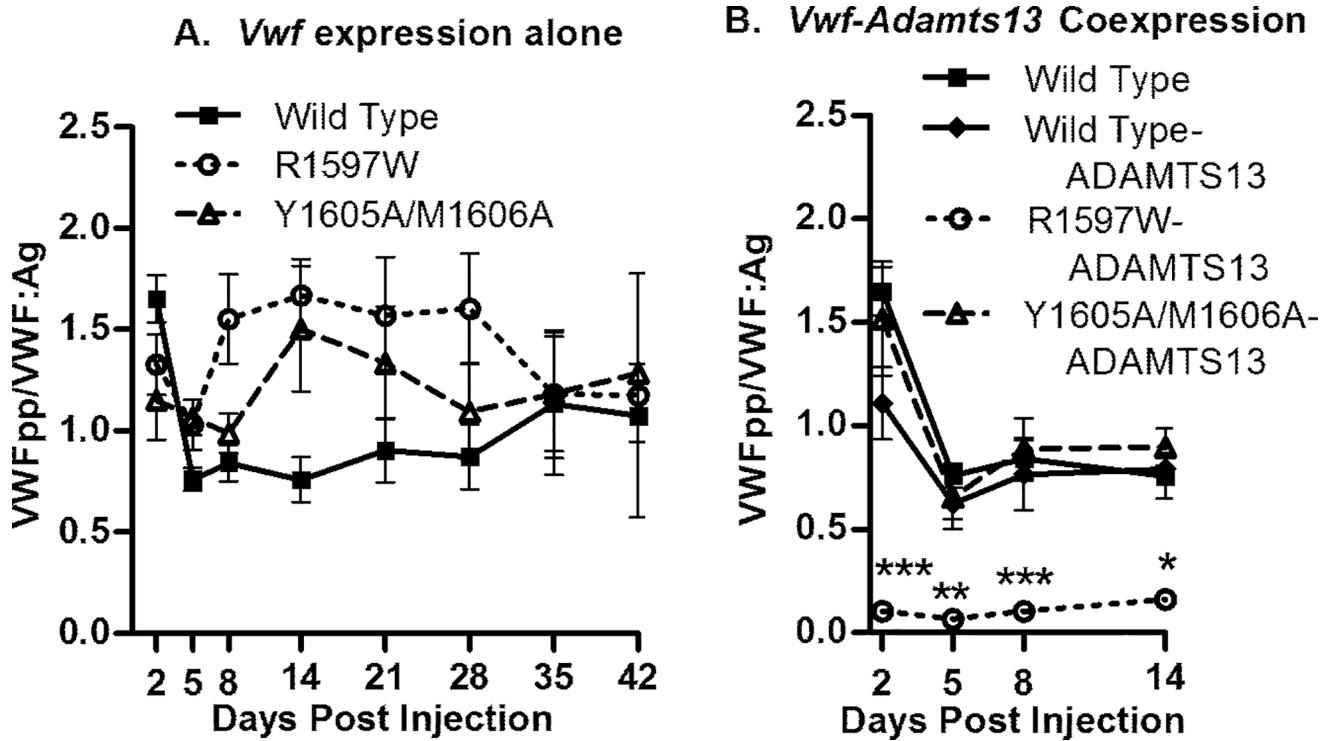 A. Vwf expression alone
Wild Type
R1597W
Y1605A/M1606A
VWFpp/VWF:Ag
2.5
2.0
1.5
1.0
0.5
0.0
2 5 8 14 21 28 35 42
Days Post Injection
B. Vwf-Adamts13 Coexpression
Wild Type
Wild Type-
ADAMTS13
R1597W-
ADAMTS13
Y1605A/M1606A-
ADAMTS13
VWFpp/VWF:Ag
2.5
2.0
1.5
1.0
0.5
0.0
*** ** *** *
2 5 8 14
Days Post Injection